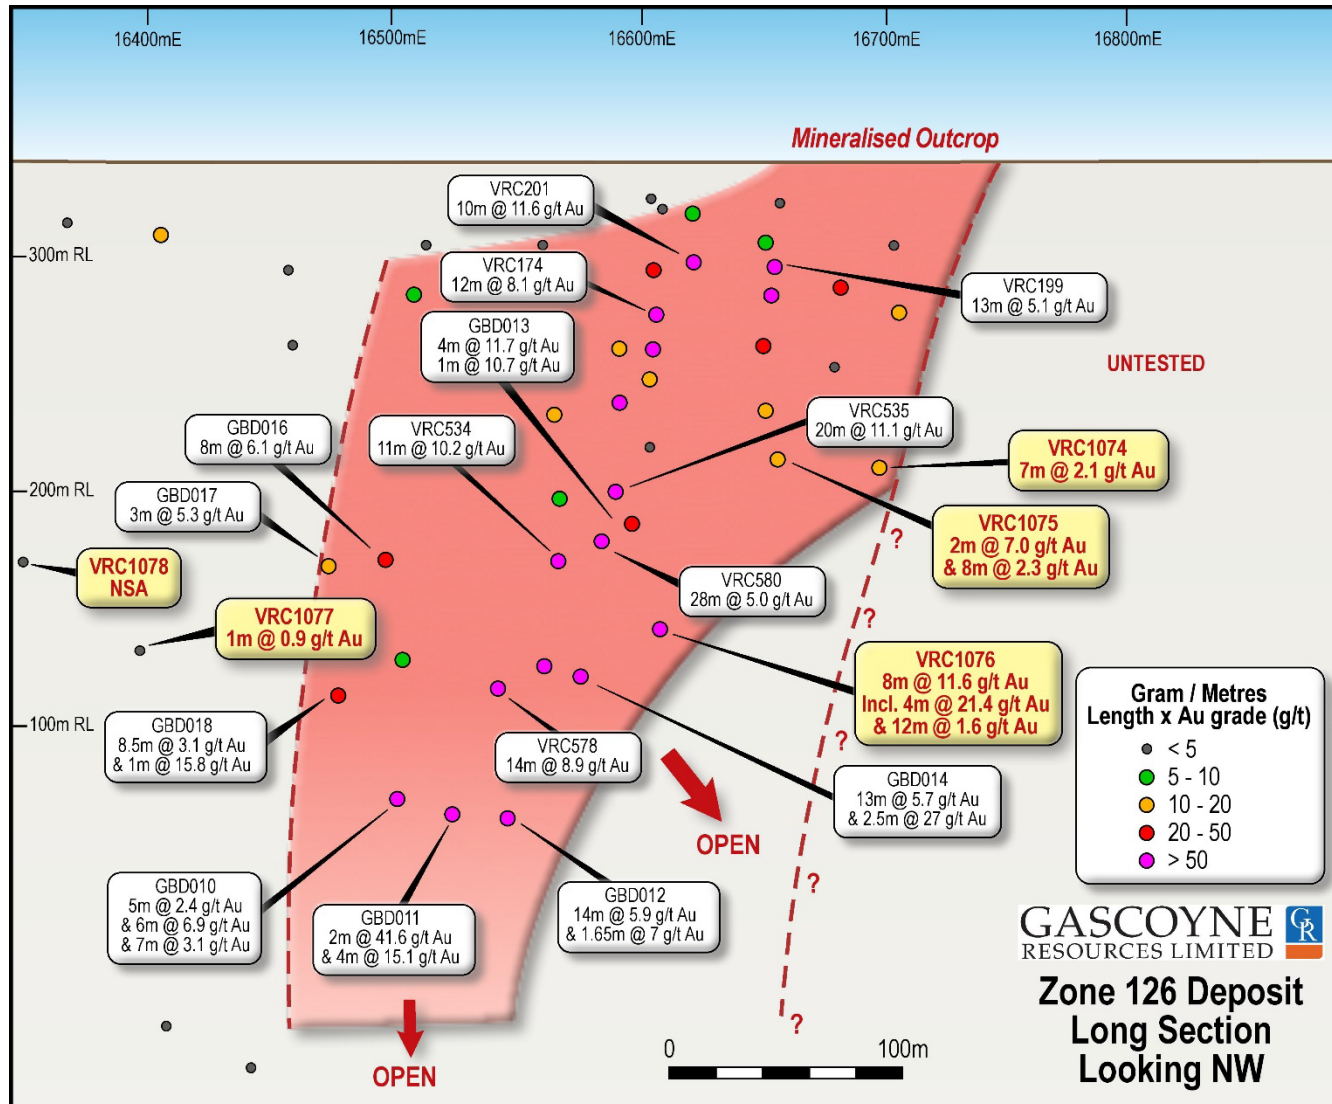 16400mE
16500mE
16600mE
16700mE
16800mE
Mineralised Outcrop
VRC201
10m @ 11.6 g/t Au
300m RL
VRC174
12m @ 8.1 g/t Au
VRC199
13m @ 5.1 g/t Au
GBD013
4m @ 11.7 g/t Au
1m @ 10.7 g/t Au
UNTESTED
GBD016
8m @ 6.1 g/t Au
VRC534
11m @ 10.2 g/t Au
VRC535
20m @ 11.1 g/t Au
VRC1074
7m @ 2.1 g/t Au
200m RL
GBD017
3m @ 5.3 g/t Au
VRC1075
2m @ 7.0 g/t Au
& 8m @ 2.3 g/t Au
?
VRC1078
NSA
VRC580
28m @ 5.0 g/t Au
VRC1077
1m @ 0.9 g/t Au
?
VRC1076
8m @ 11.6 g/t Au
Incl. 4m @ 21.4 g/t Au
& 12m @ 1.6 g/t Au
100m RL
GBD018
8.5m @ 3.1 g/t Au
& 1m @ 15.8 g/t Au
VRC578
14m @ 8.9 g/t Au
?
GBD014
13m @ 5.7 g/t Au
& 2.5m @ 27 g/t Au
Gram / Metres
Length x Au grade (g/t)
< 5
5 - 10
10 - 20
20 - 50
> 50
OPEN
GBD010
5m @ 2.4 g/t Au
& 6m @ 6.9 g/t Au
& 7m @ 3.1 g/t Au
GBD011
2m @ 41.6 g/t Au
& 4m @ 15.1 g/t Au
GBD012
14m @ 5.9 g/t Au
& 1.65m @ 7 g/t Au
?
GASCOYNE
RESOURCES LIMITED
GR
Zone 126 Deposit
Long Section
Looking NW
?
0
100m
OPEN